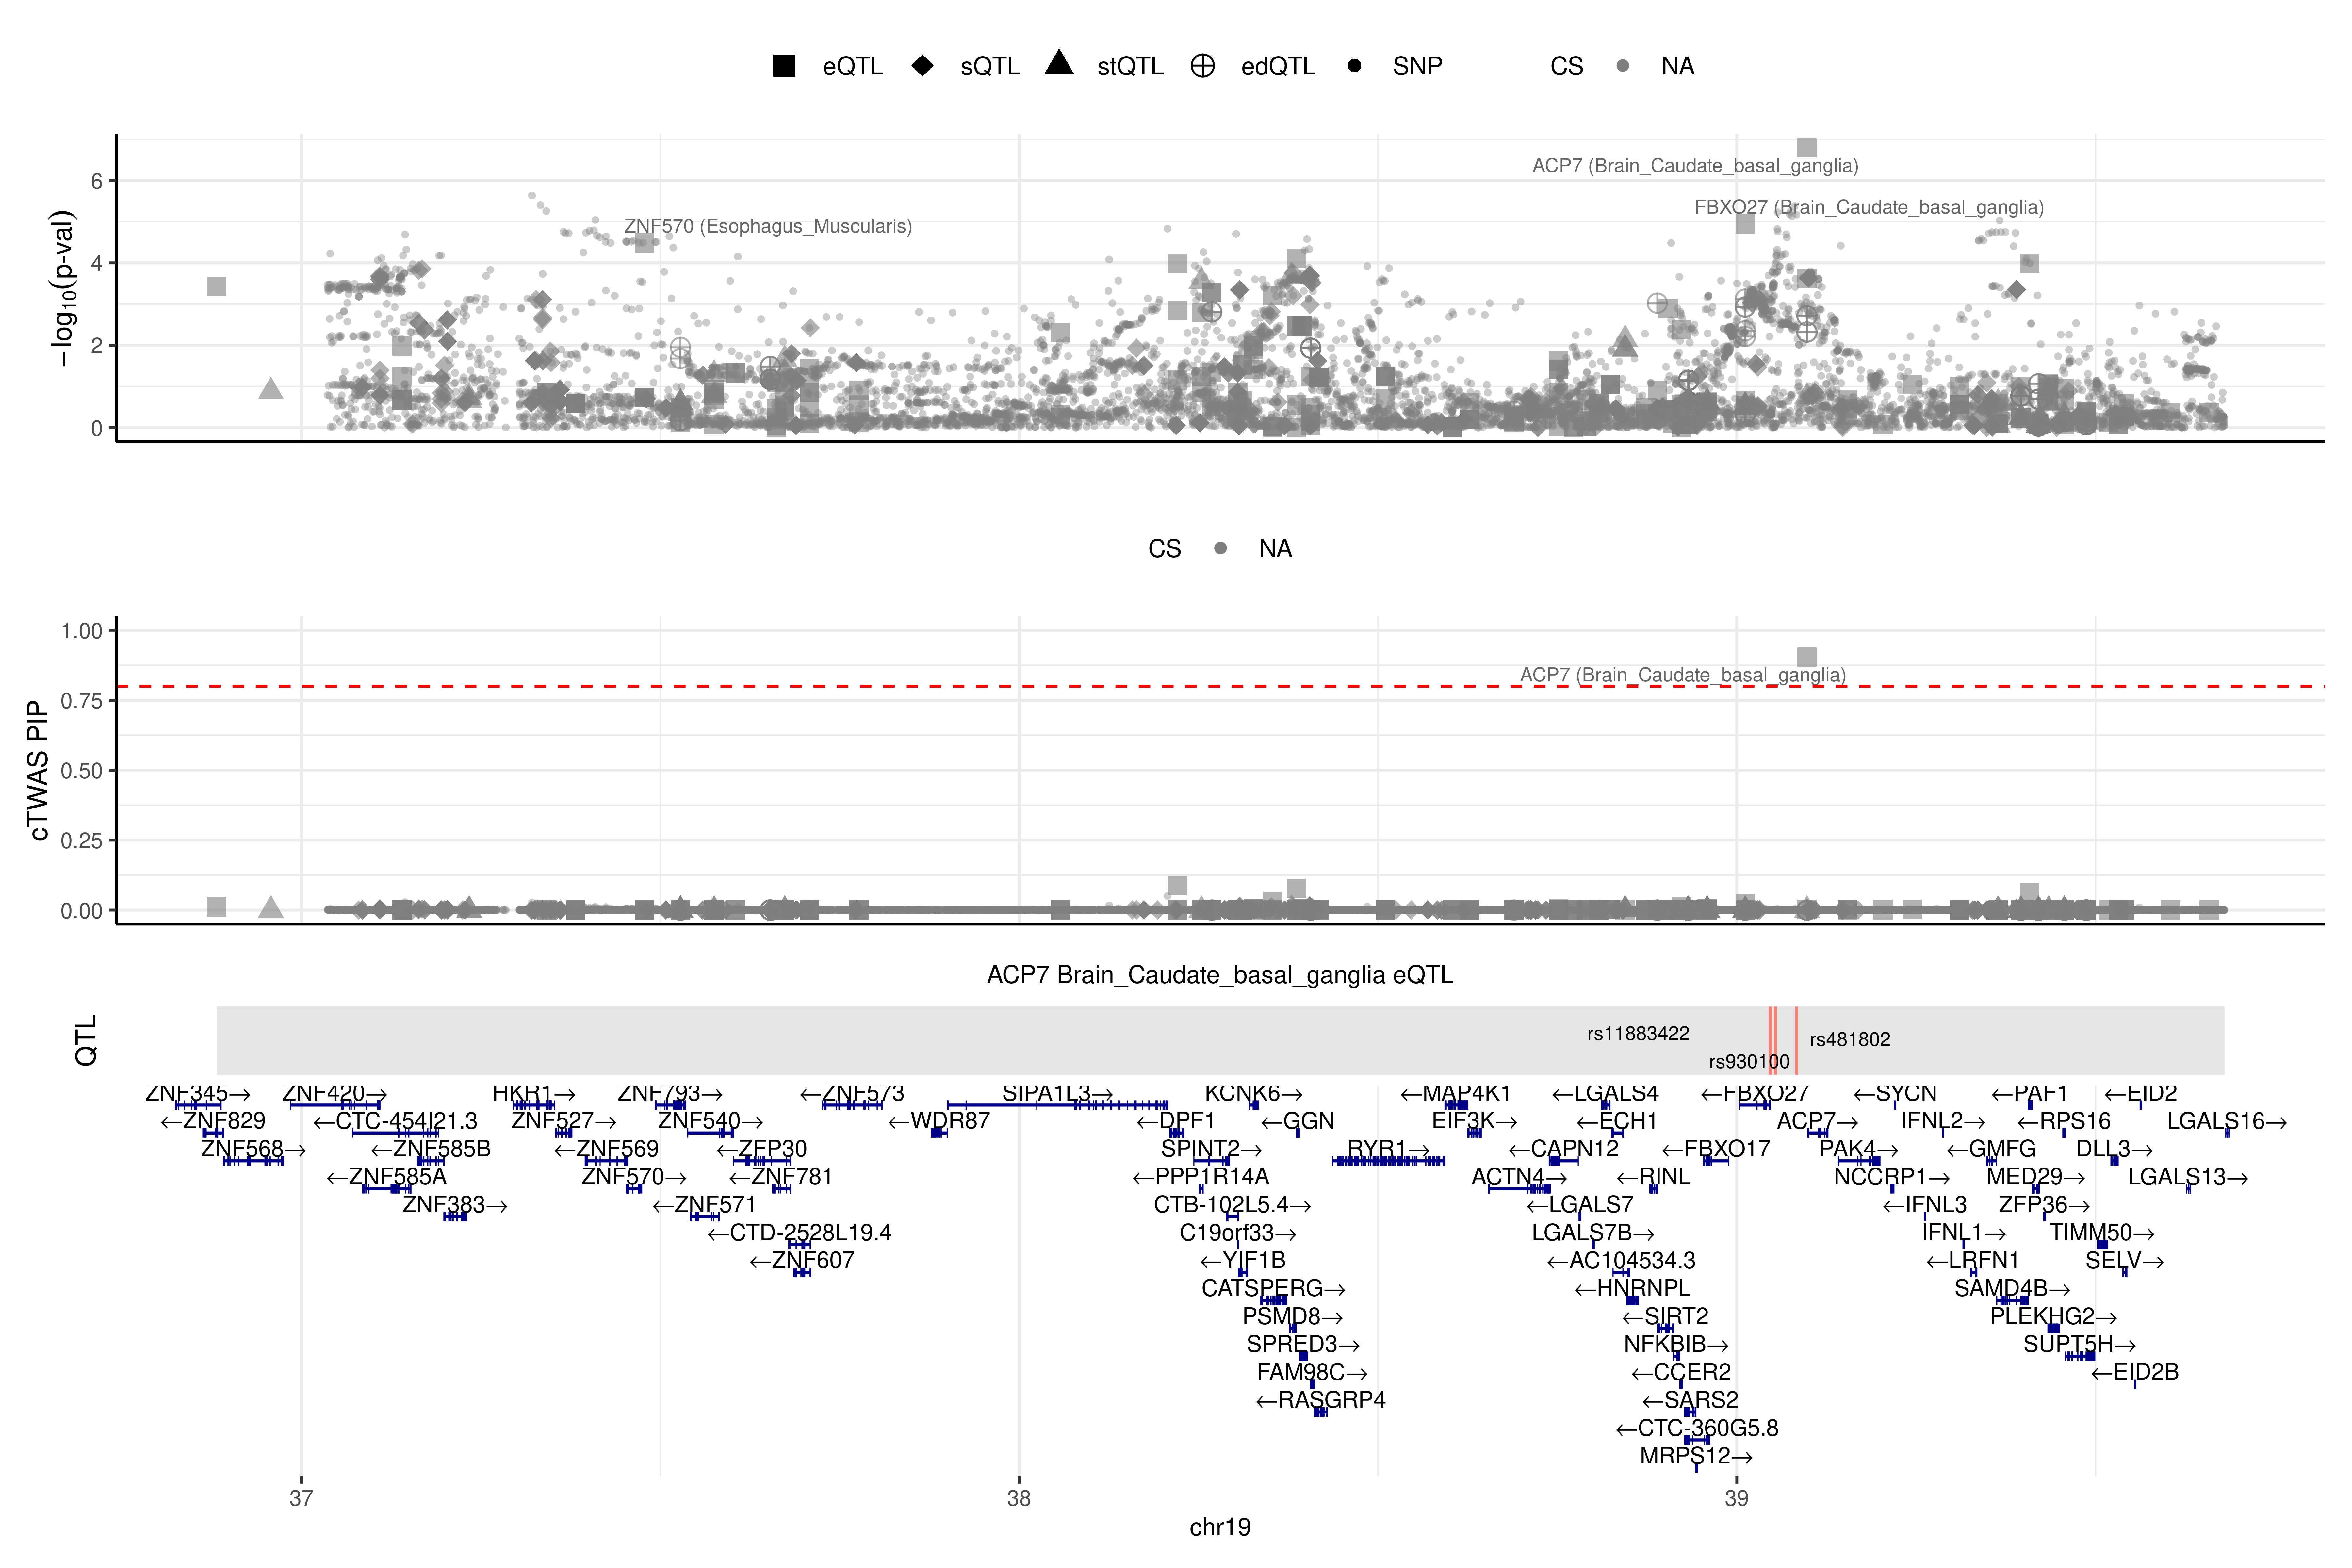 eQTL sQTL stQTL edQTL SNP CS NA
−log10(p-val)
6
4
2
0
ACP7 (Brain_Caudate_basal_ganglia)
FBXO27 (Brain_Caudate_basal_ganglia)
ZNF570 (Esophagus_Muscularis)
CS NA
cTWAS PIP
1.00
0.75
0.50
0.25
0.00
ACP7 (Brain_Caudate_basal_ganglia)
ACP7 Brain_Caudate_basal_ganglia eQTL
QTL
rs11883422
rs481802
rs930100
ZNF345→ ZNF420→ HKR1→ ZNF793→ ←ZNF573 SIPA1L3→ KCNK6→ ←MAP4K1 ←LGALS4 ←FBXO27 ←SYCN ←PAF1 ←EID2
←ZNF829 ←CTC-454I21.3 ZNF527→ ZNF540→ ←WDR87 ←DPF1 ←GGN EIF3K→ ←ECH1 ACP7→ IFNL2→ ←RPS16 LGALS16→
ZNF568→ ←ZNF585B ←ZNF569 ←ZFP30 SPINT2→ RYR1→ ←CAPN12 ←FBXO17 PAK4→ ←GMFG DLL3→
←ZNF585A ZNF570→ ←ZNF781 ←PPP1R14A ACTN4→ ←RINL NCCRP1→ MED29→ LGALS13→
ZNF383→ ←ZNF571 CTB-102L5.4→ ←LGALS7 ←IFNL3 ZFP36→
←CTD-2528L19.4 C19orf33→ LGALS7B→ IFNL1→ TIMM50→
←ZNF607 ←YIF1B ←AC104534.3 ←LRFN1 SELV→
CATSPERG→ ←HNRNPL SAMD4B→
PSMD8→ ←SIRT2 PLEKHG2→
SPRED3→ NFKBIB→ SUPT5H→
FAM98C→ ←CCER2 ←EID2B
←RASGRP4 ←SARS2
←CTC-360G5.8
MRPS12→
37 38 39
chr19